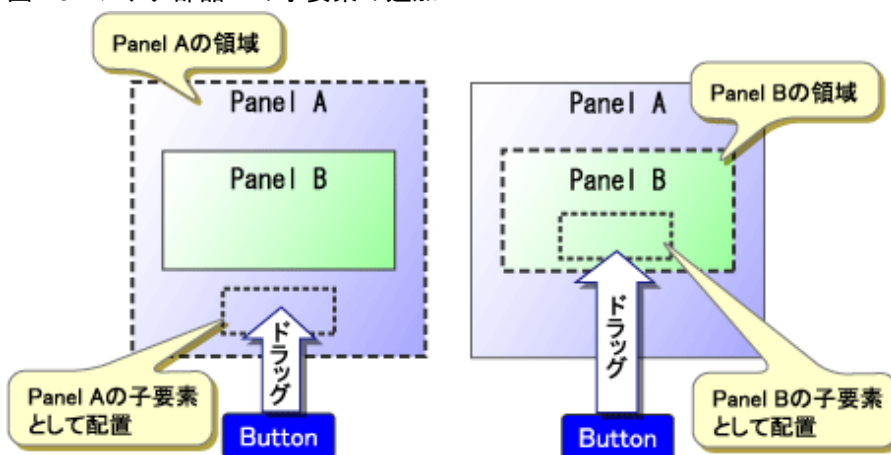 Panel Aの領域
Panel A
Panel B
ドラッグ
Panel Aの子要素
として配置
Button
Panel A
Panel Bの領域
Panel B
ドラッグ
Panel Bの子要素
として配置
Button